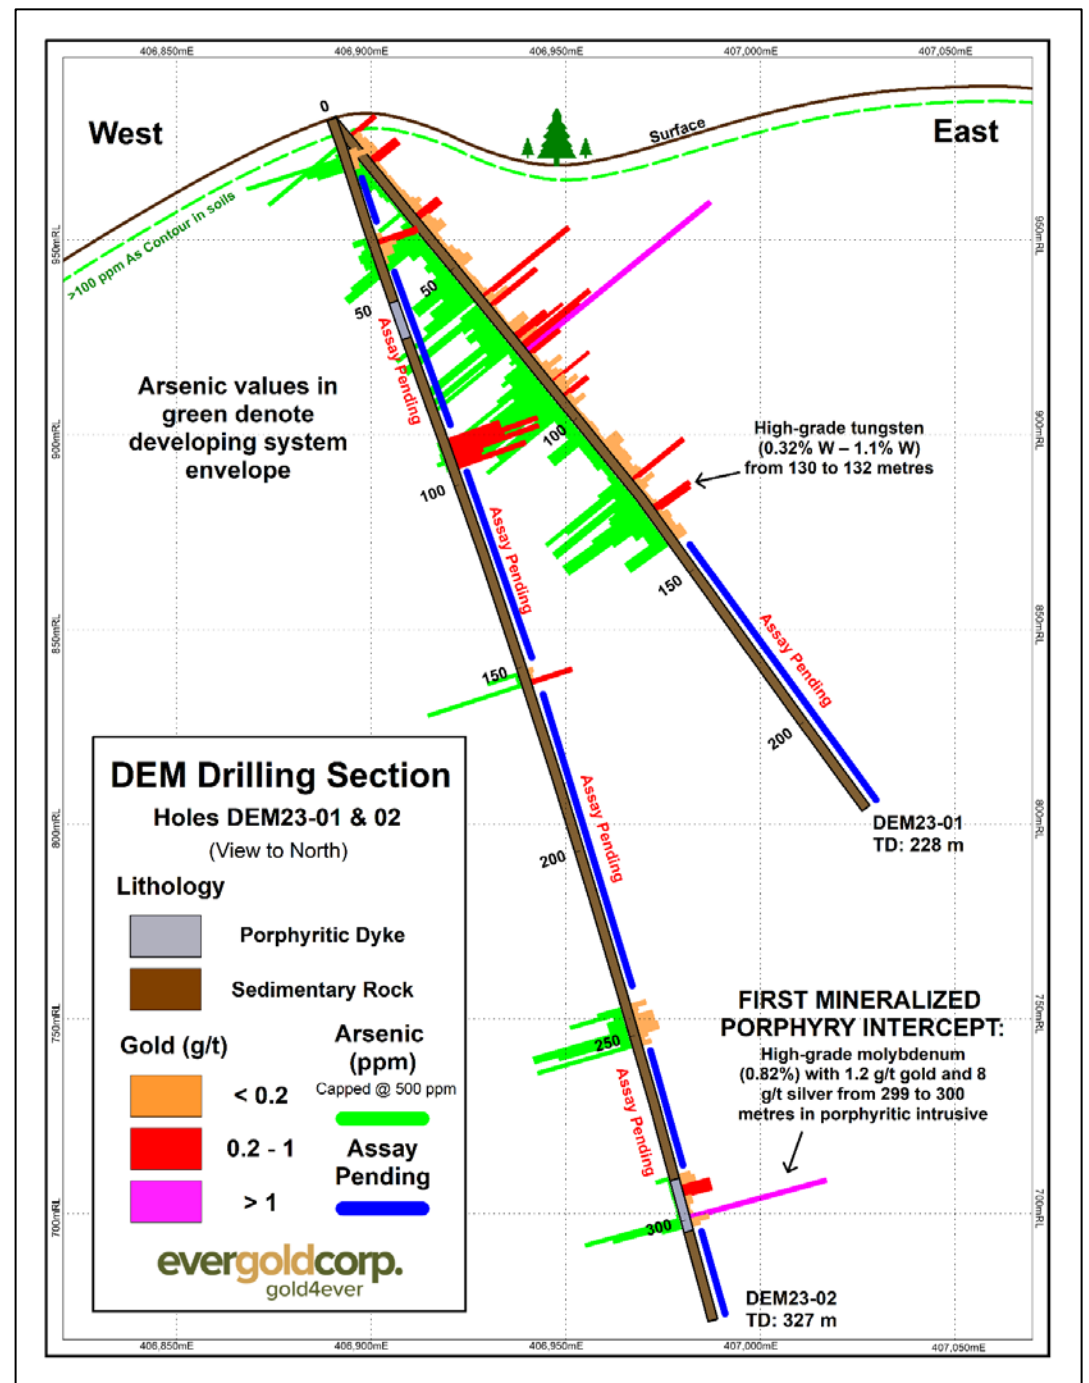 406,850mE
406,900mE
406,950mE
407,000mE
407,050mE
0
West
Surface
East
>100 ppm As Contour in soils
950mRL
950mRL
50
50
Assay Pending
Arsenic values in
green denote
developing system
envelope
High-grade tungsten
(0.32% W – 1.1% W)
from 130 to 132 metres
900mRL
900mRL
100
100
Assay Pending
150
Assay Pending
850mRL
850mRL
150
200
Assay Pending
DEM23-01
TD: 228 m
800mRL
800mRL
200
DEM Drilling Section
Holes DEM23-01 & 02
(View to North)
Lithology
Porphyritic Dyke
Sedimentary Rock
Gold (g/t)
< 0.2
0.2 - 1
> 1
Arsenic
(ppm)
Capped @ 500 ppm
Assay
Pending
evergoldcorp.
gold4ever
750mRL
750mRL
250
Assay Pending
FIRST MINERALIZED
PORPHYRY INTERCEPT:
High-grade molybdenum
(0.82%) with 1.2 g/t gold and 8
g/t silver from 299 to 300
metres in porphyritic intrusive
700mRL
700mRL
300
DEM23-02
TD: 327 m
406,850mE
406,900mE
406,950mE
407,000mE
407,050mE